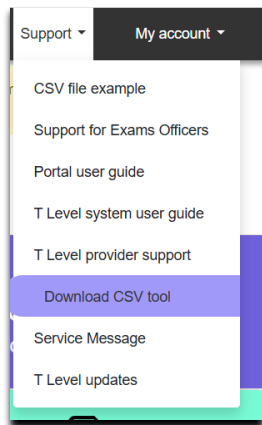 Support My account
CSV file example
Support for Exams Officers
Portal user guide
T Level system user guide
T Level provider support
Download CSV tool
Service Message
T Level updates